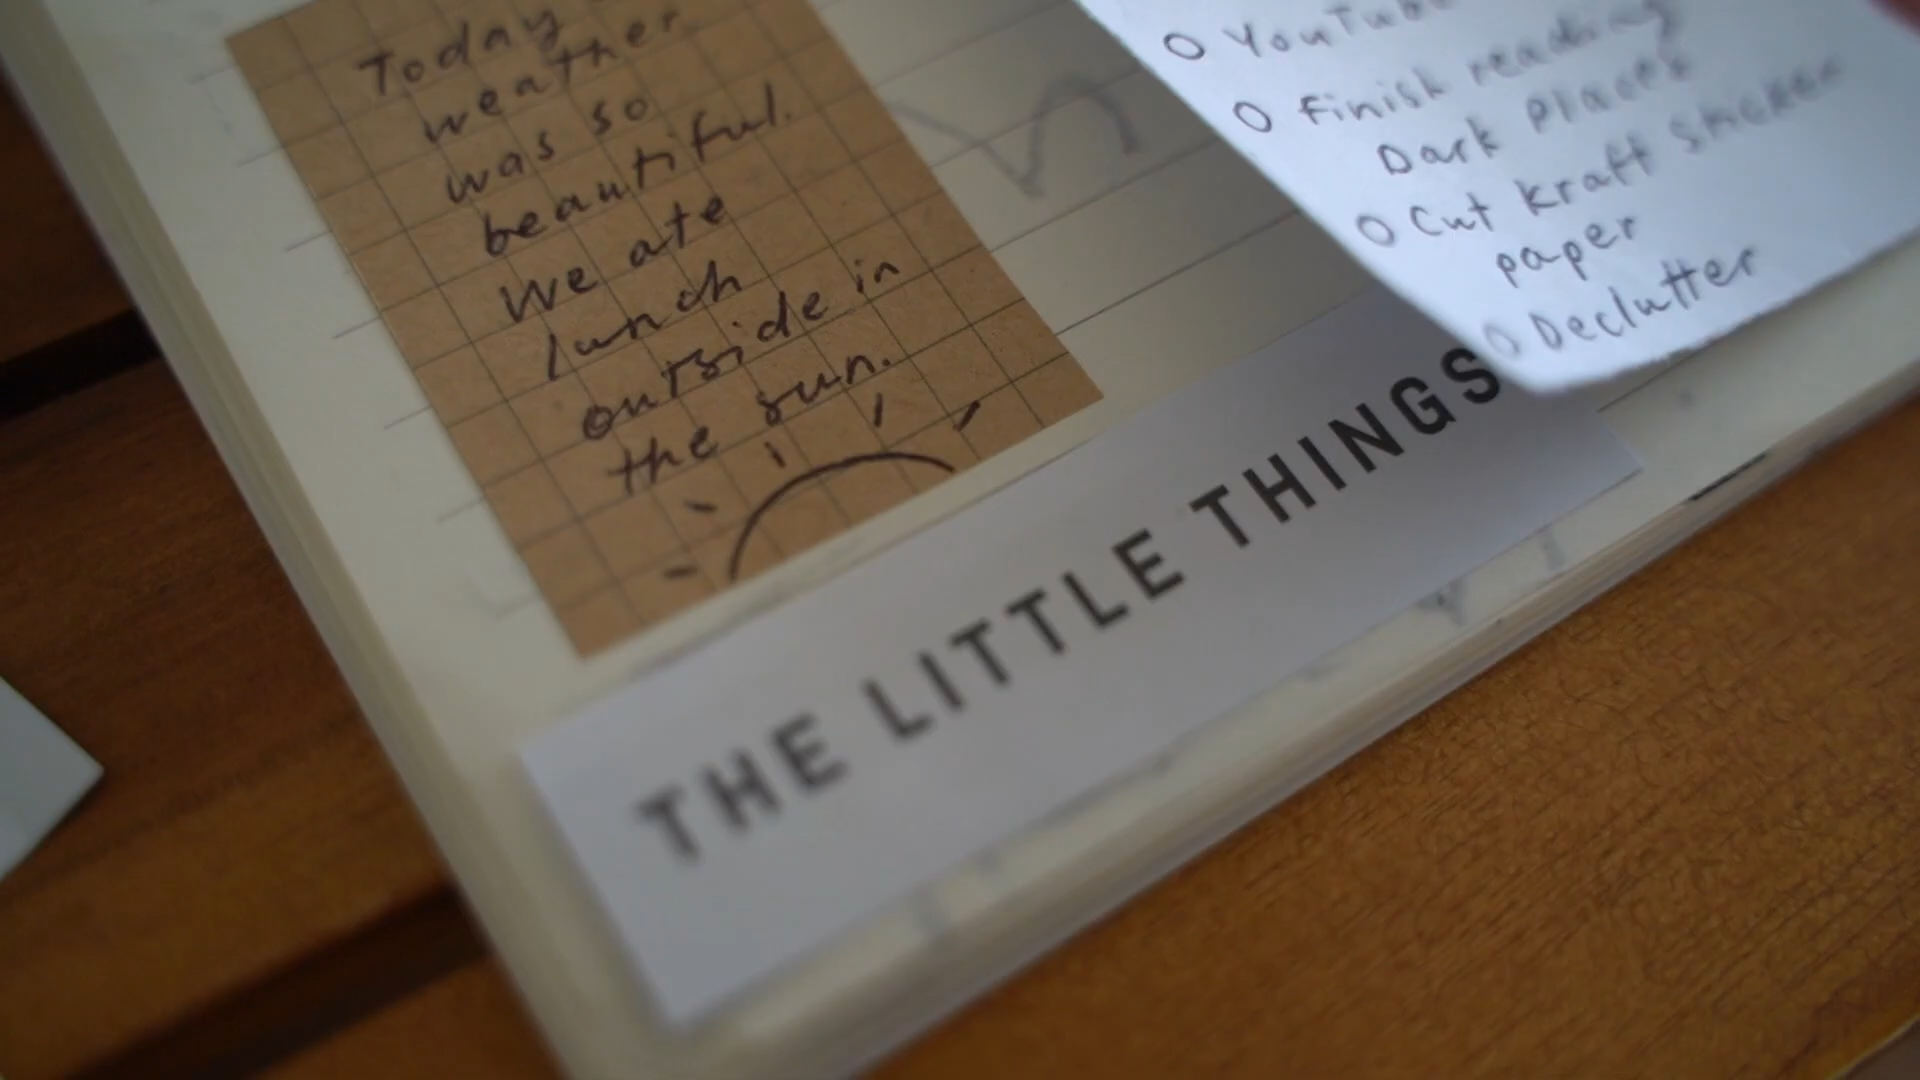 Today
weather
was so
beautiful.
We ate
lunch
outside in
the sun.
THE LITTLE THINGS
YouTube
Finish reading
Dark Places
Cut kraft sticker
paper
Declutter